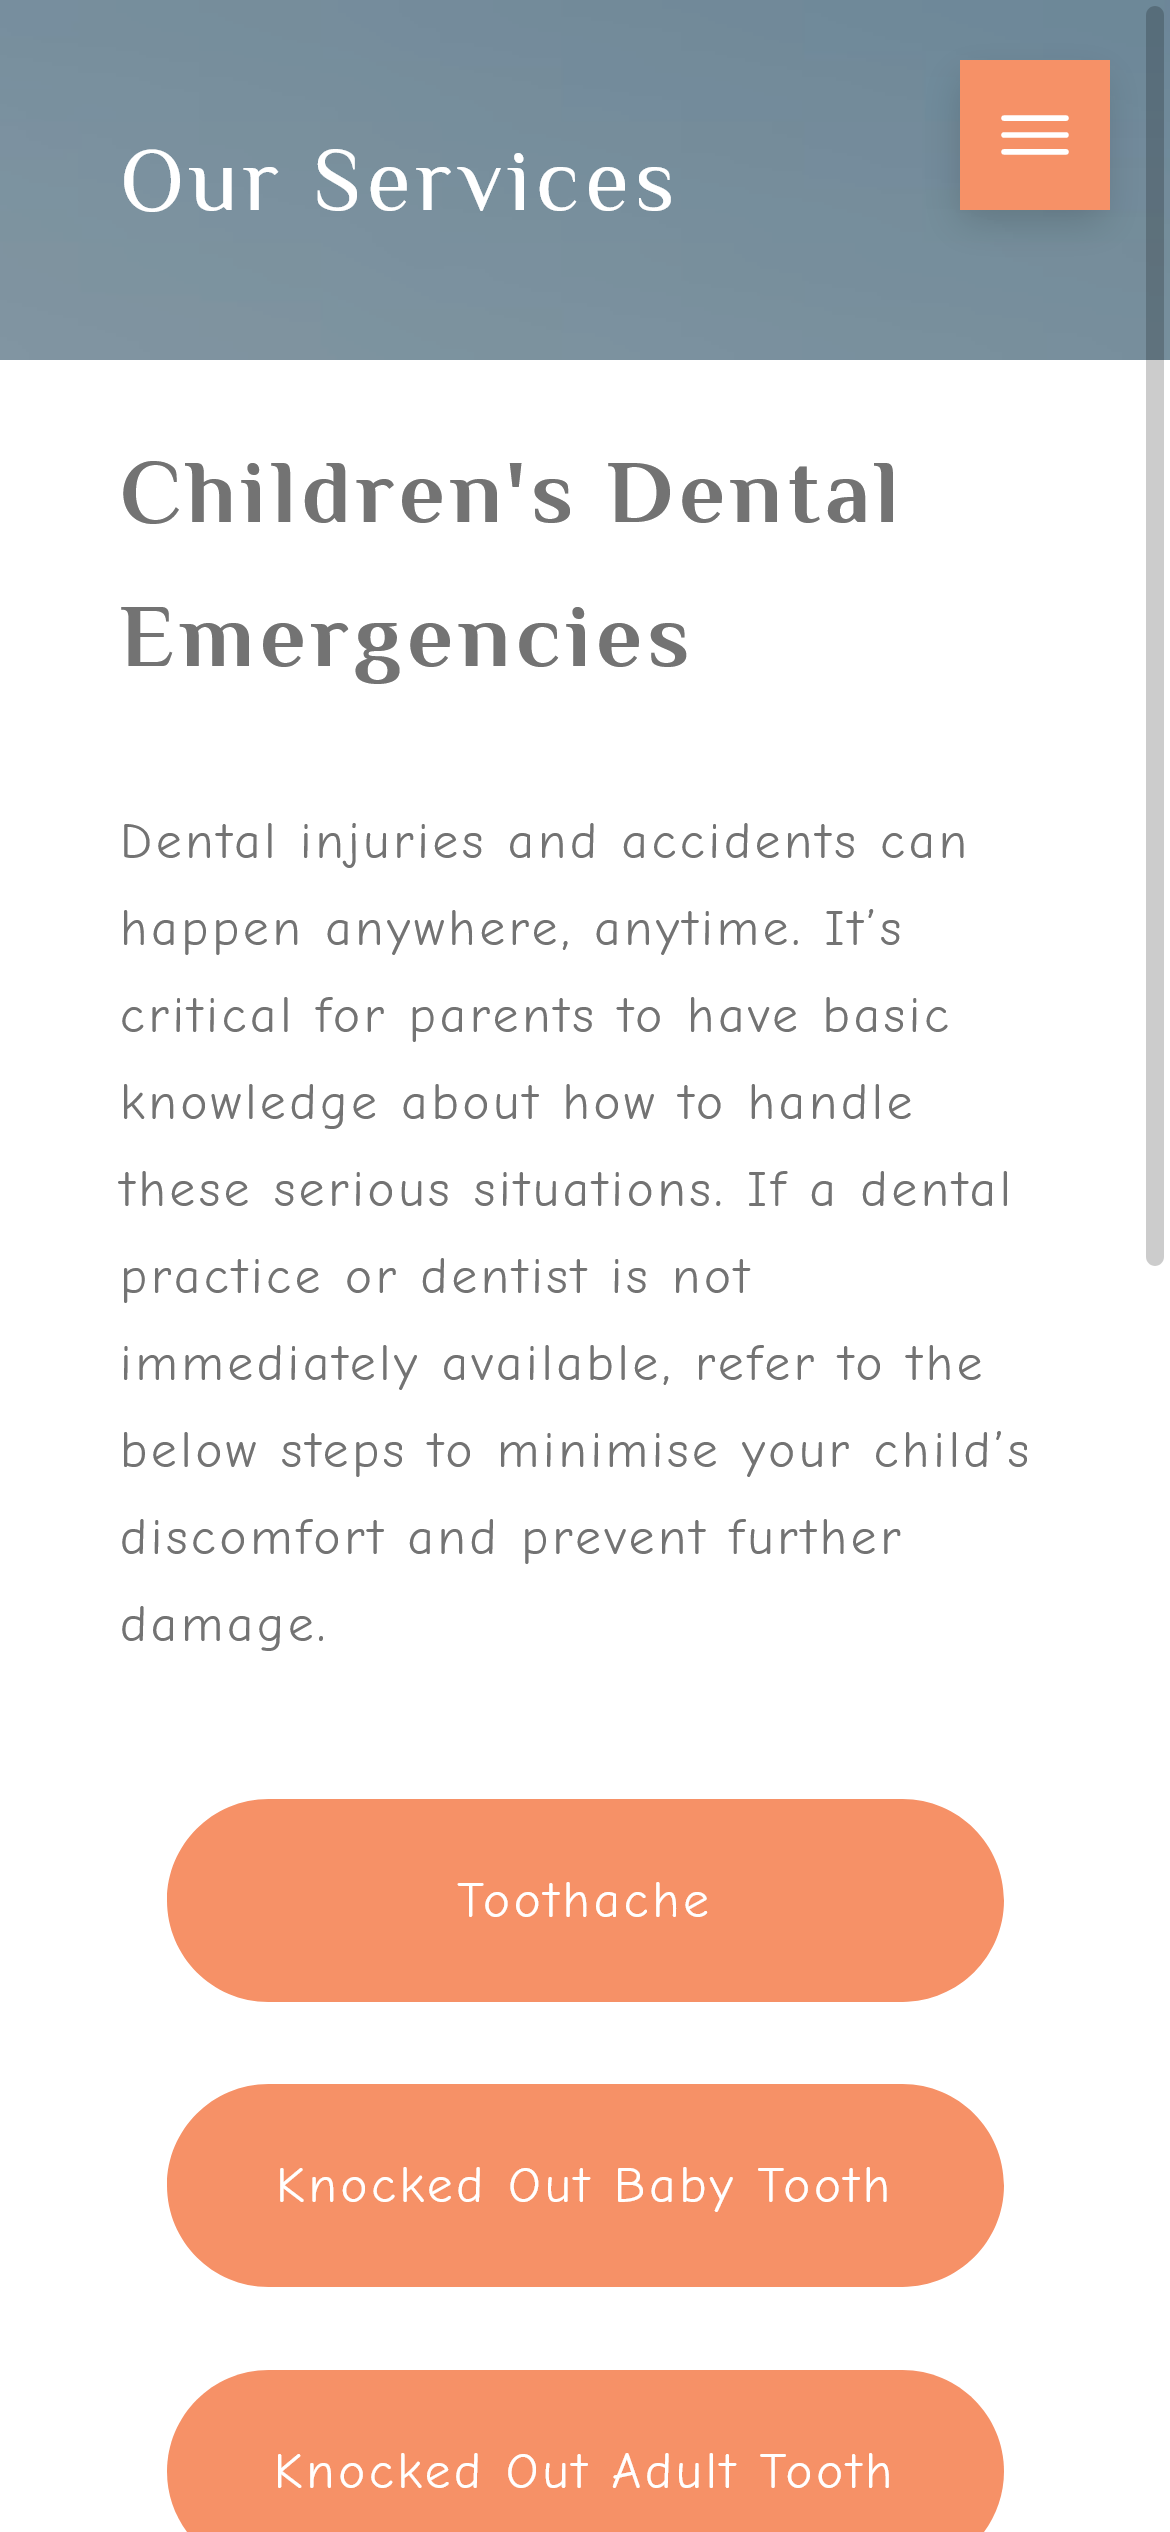 Our Services
Children's Dental
Emergencies
Dental injuries and accidents can
happen anywhere, anytime. It’s
critical for parents to have basic
knowledge about how to handle
these serious situations. If a dental
practice or dentist is not
immediately available, refer to the
below steps to minimise your child’s
discomfort and prevent further
damage.
Toothache
Knocked Out Baby Tooth
Knocked Out Adult Tooth